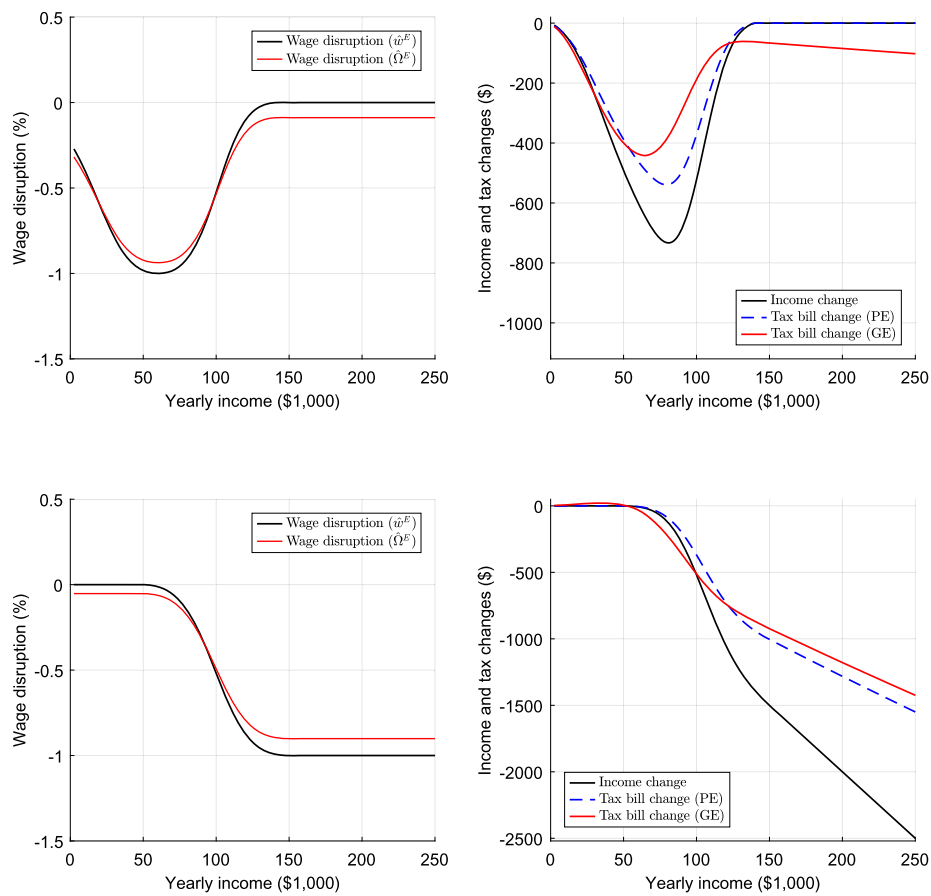 0.5
0
-0.5
-1
-1.5
Wage disruption (%)
Wage disruption (ŵᴱ)
Wage disruption (Ω̂ᴱ)
0 50 100 150 200 250
Yearly income ($1,000)
0
-200
-400
-600
-800
-1000
Income and tax changes ($)
Income change
Tax bill change (PE)
Tax bill change (GE)
0 50 100 150 200 250
Yearly income ($1,000)
0.5
0
-0.5
-1
-1.5
Wage disruption (%)
Wage disruption (ŵᴱ)
Wage disruption (Ω̂ᴱ)
0 50 100 150 200 250
Yearly income ($1,000)
0
-500
-1000
-1500
-2000
-2500
Income and tax changes ($)
Income change
Tax bill change (PE)
Tax bill change (GE)
0 50 100 150 200 250
Yearly income ($1,000)